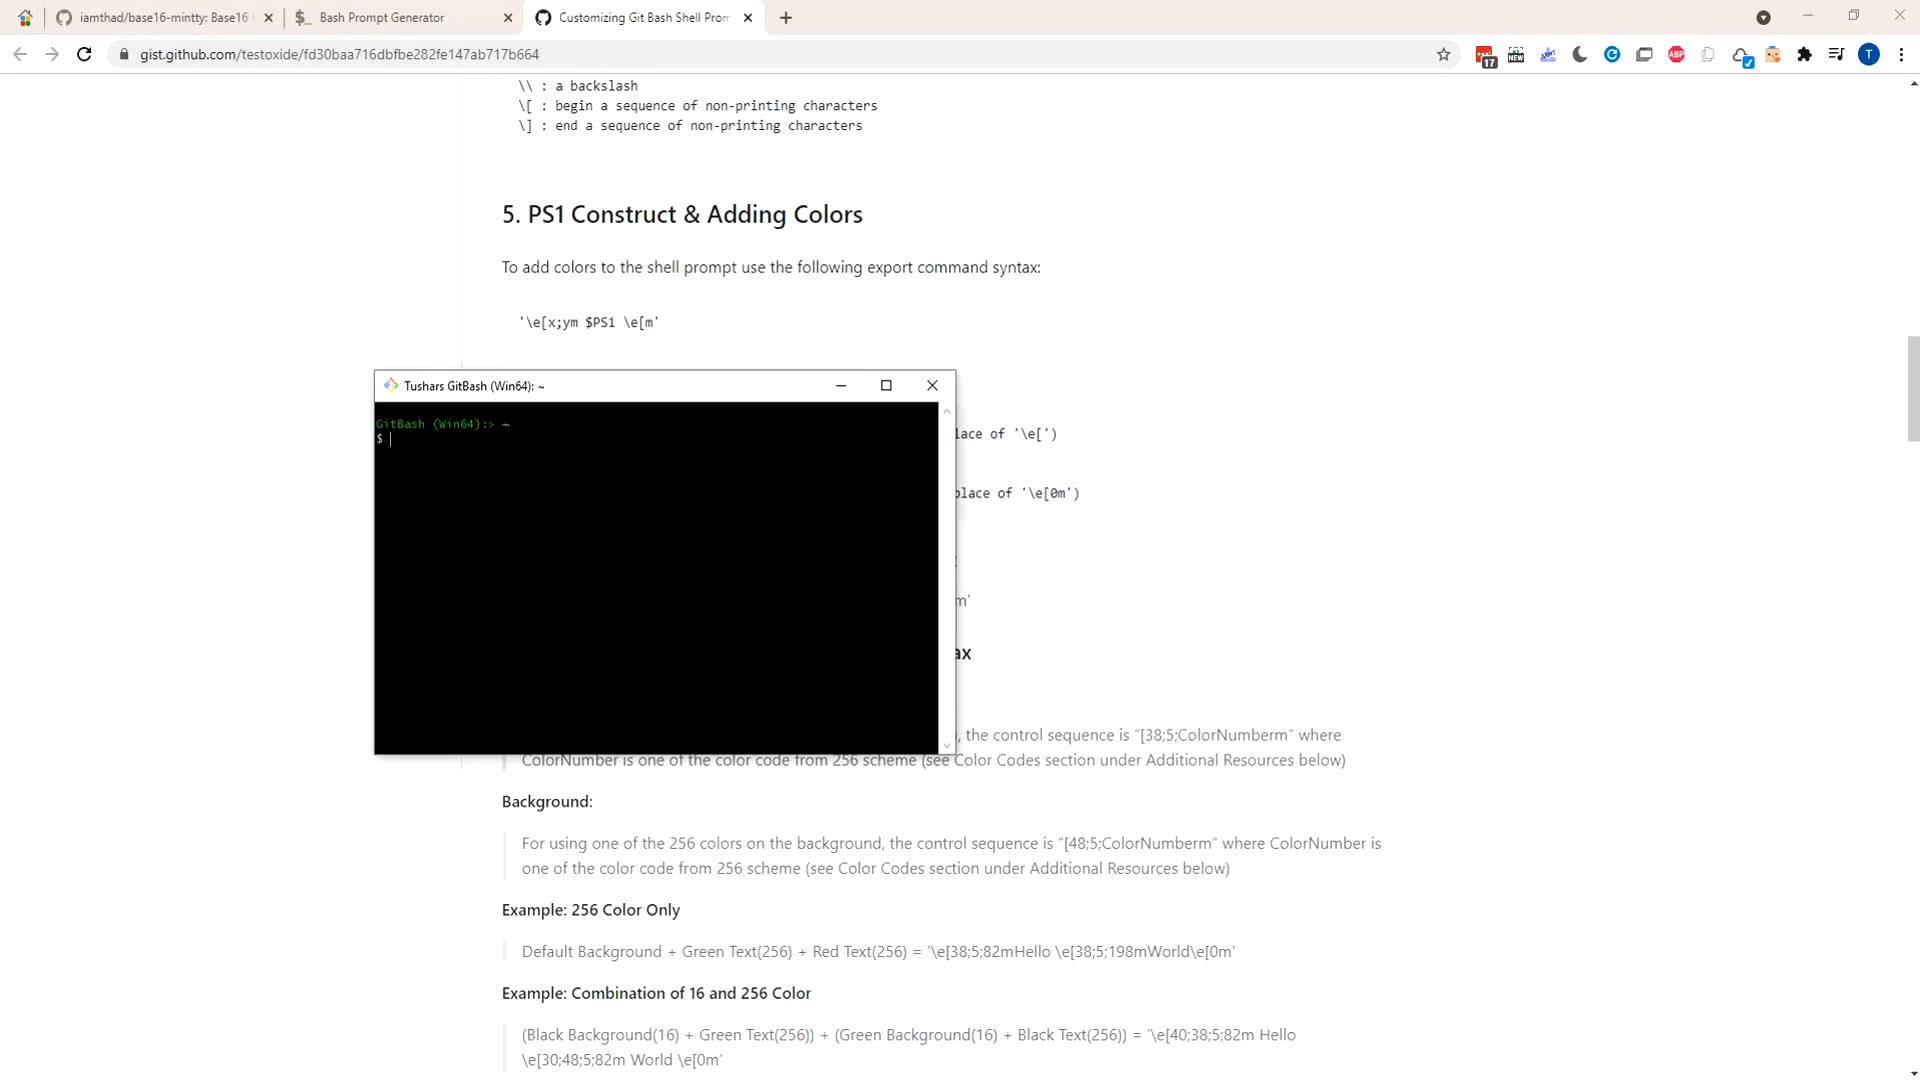 iamthad/base16-mintty: Base16
Bash Prompt Generator
Customizing Git Bash Shell Pron
gist.github.com/testoxide/fd30baa716dbfbe282fe147ab717b664
17
NEW
ABP
T
\\ : a backslash
\[ : begin a sequence of non-printing characters
\] : end a sequence of non-printing characters
5. PS1 Construct & Adding Colors
To add colors to the shell prompt use the following export command syntax:
'\e[x;ym $PS1 \e[m'
Tushars GitBash (Win64): ~
GitBash (Win64):> ~
$
lace of '\e[')
place of '\e[0m')
m'
ax
, the control sequence is “[38;5;ColorNumberm” where
ColorNumber is one of the color code from 256 scheme (see Color Codes section under Additional Resources below)
Background:
For using one of the 256 colors on the background, the control sequence is “[48;5;ColorNumberm” where ColorNumber is
one of the color code from 256 scheme (see Color Codes section under Additional Resources below)
Example: 256 Color Only
Default Background + Green Text(256) + Red Text(256) = '\e[38;5;82mHello \e[38;5;198mWorld\e[0m'
Example: Combination of 16 and 256 Color
(Black Background(16) + Green Text(256)) + (Green Background(16) + Black Text(256)) = '\e[40;38;5;82m Hello
\e[30;48;5;82m World \e[0m'